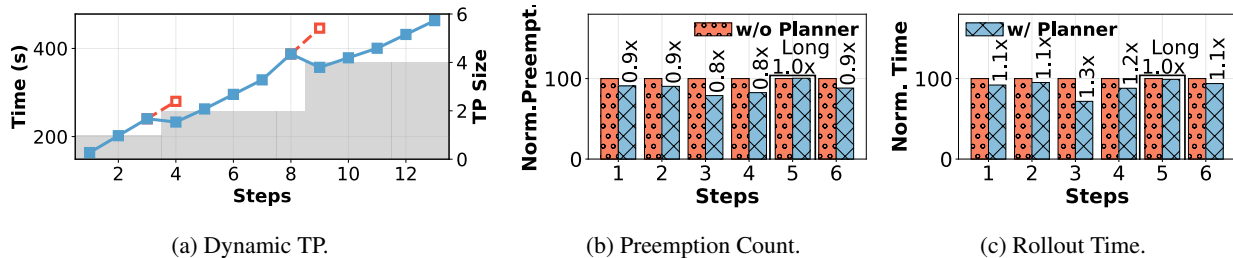 Time (s)
400
200
6
4
2
0
TP Size
2 4 6 8 10 12
Steps
(a) Dynamic TP.
Norm.Preempt.
100
0
w/o Planner
0.9x 0.9x 0.8x 0.8x 1.0x 0.9x
Long
1 2 3 4 5 6
Steps
(b) Preemption Count.
Norm. Time
100
0
w/ Planner
1.1x 1.1x 1.3x 1.2x 1.0x 1.1x
Long
1 2 3 4 5 6
Steps
(c) Rollout Time.